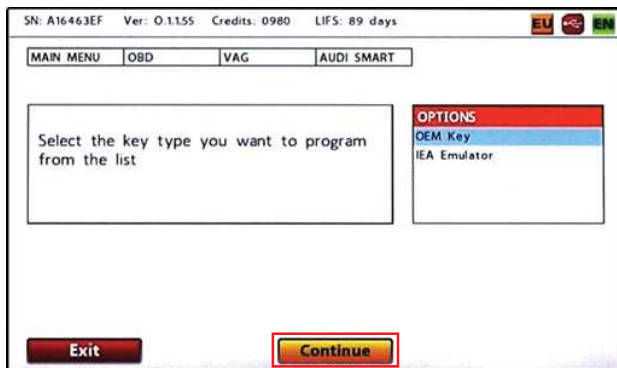 SN: A16463EF Ver: 0.1.1.55 Credits: 0980 LIFS: 89 days EU EN
MAIN MENU OBD VAG AUDI SMART
OPTIONS
Select the key type you want to program
from the list
OEM Key
IEA Emulator
Exit
Continue